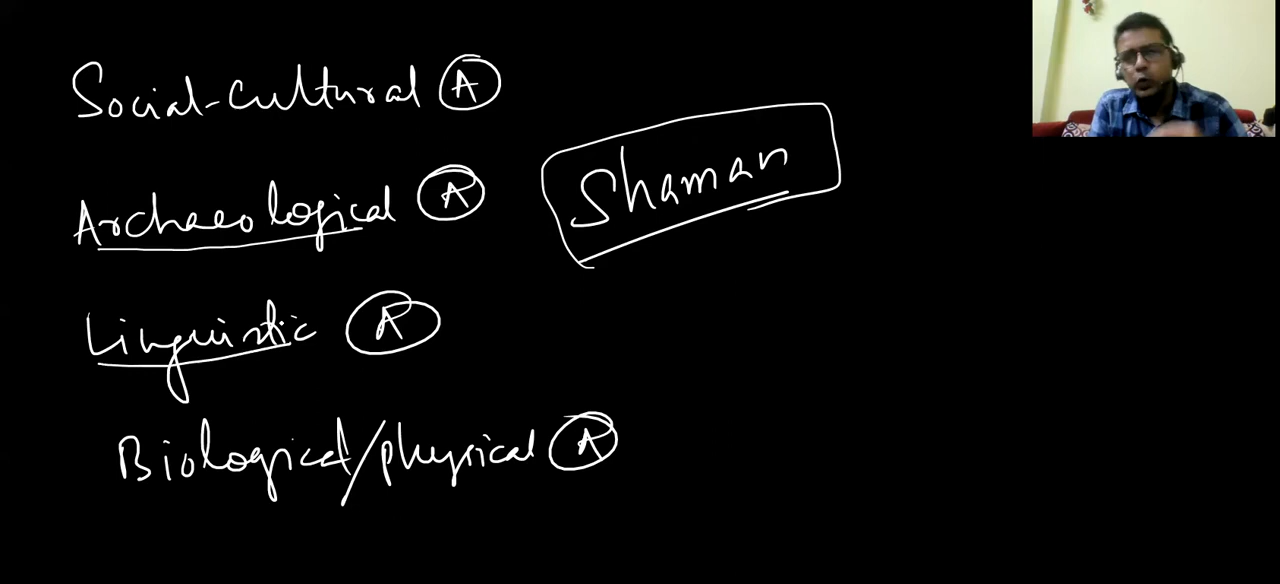 Social-Cultural A
Archaeological A
Shaman
Linguistic A
Biological/physical A